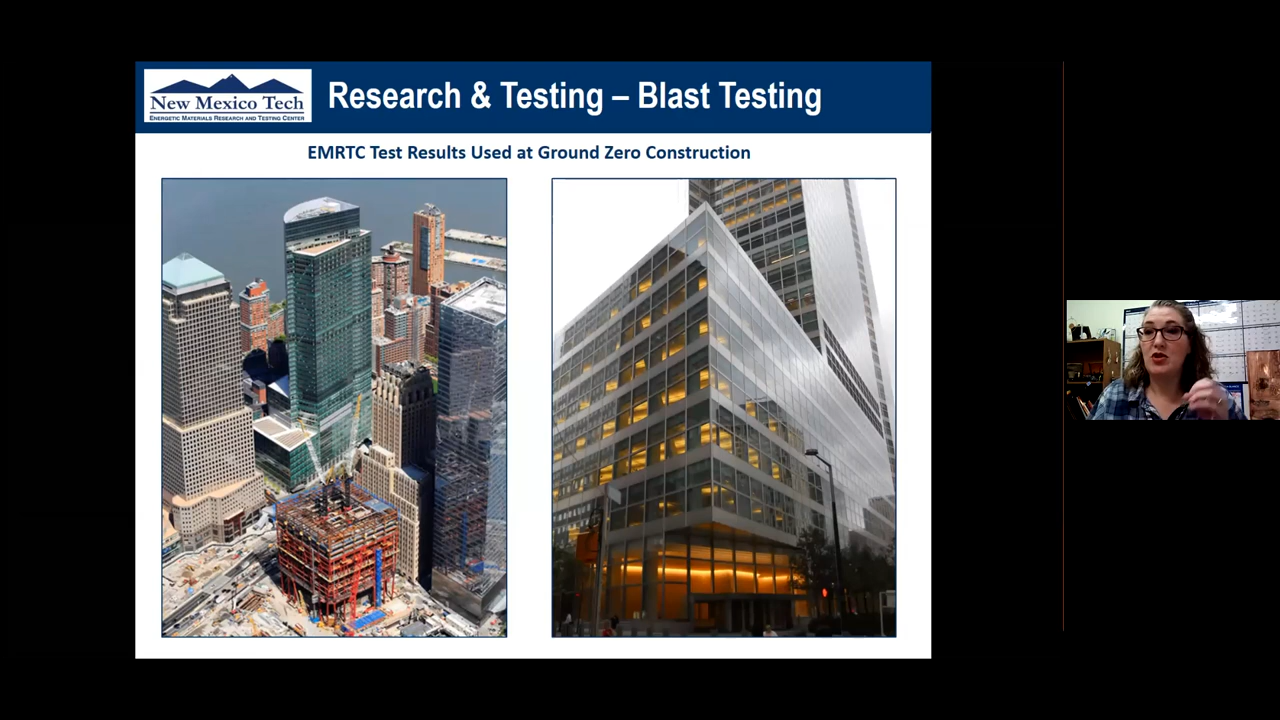 New Mexico Tech
ENERGETIC MATERIALS RESEARCH AND TESTING CENTER
Research & Testing – Blast Testing
EMRTC Test Results Used at Ground Zero Construction